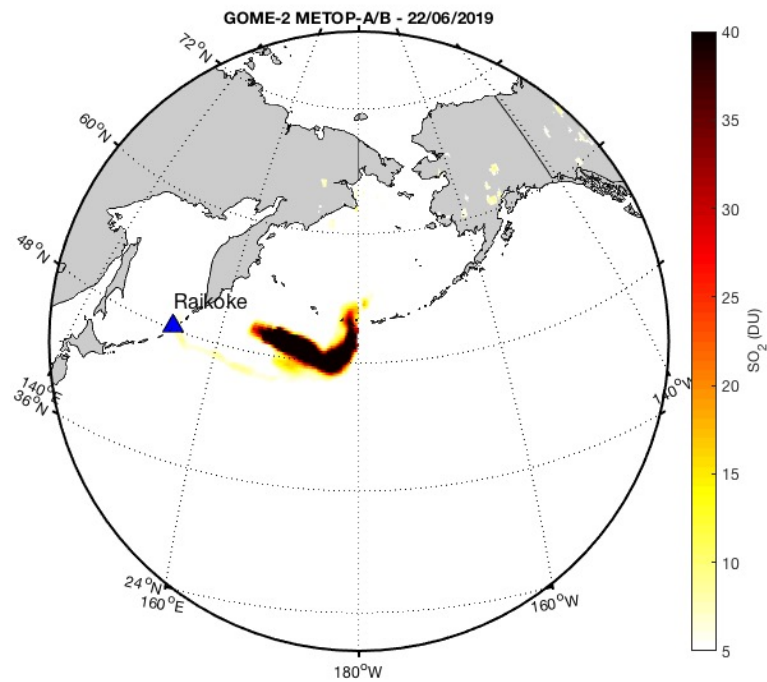 GOME-2 METOP-A/B - 22/06/2019
72°N
60°N
48°N
Raikoke
140°E
36°N
24°N
160°E
180°W
160°W
140°W
40
35
30
25
20
15
10
5
SO₂ (DU)